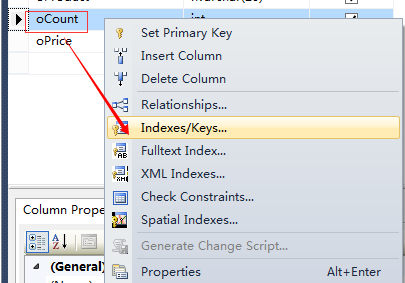 oCount int
oPrice
Set Primary Key
Insert Column
Delete Column
Relationships...
Indexes/Keys...
Fulltext Index...
XML Indexes...
Check Constraints...
Spatial Indexes...
Generate Change Script...
Properties Alt+Enter
Column Prope
A
Z
(General)